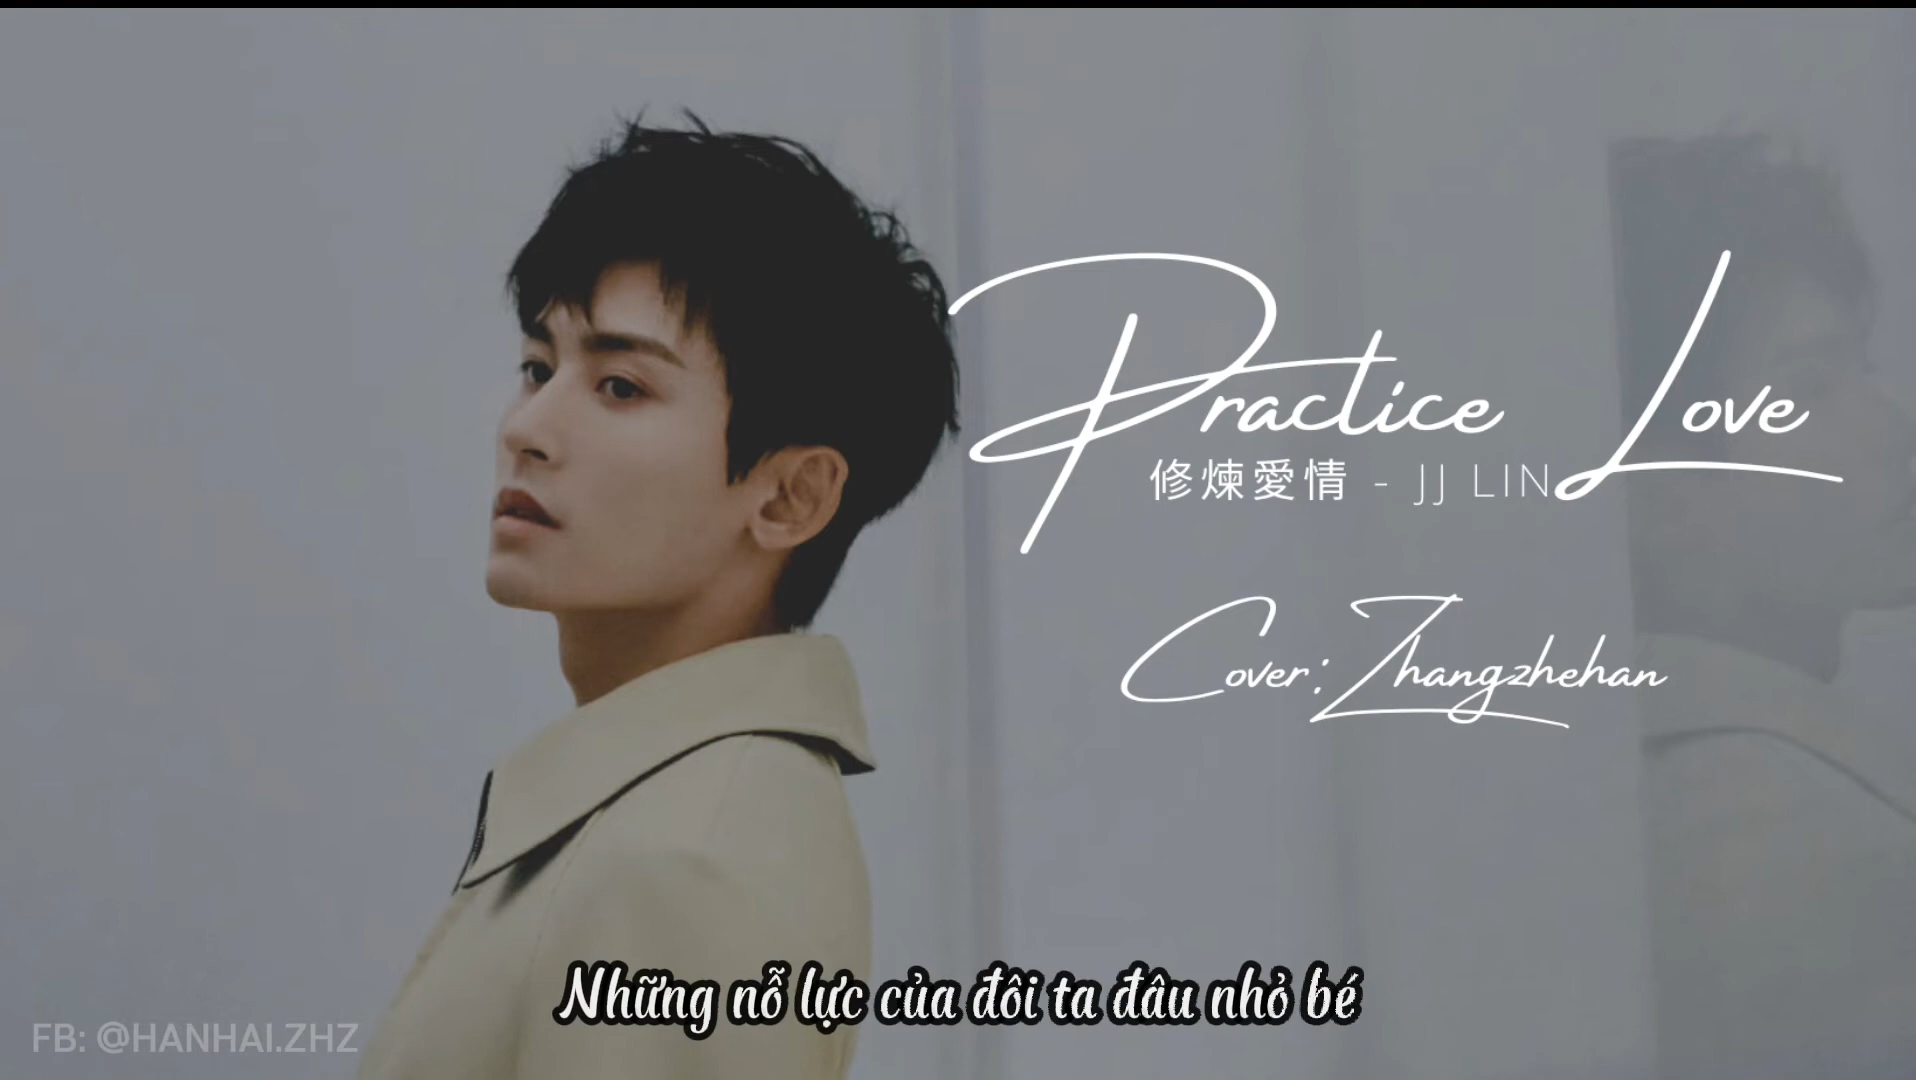 Practice Love
修煉愛情 - JJ LIN
Cover: Zhangzhehan
Những nỗ lực của đôi ta đâu nhỏ bé
FB: @HANHAI.ZHZ